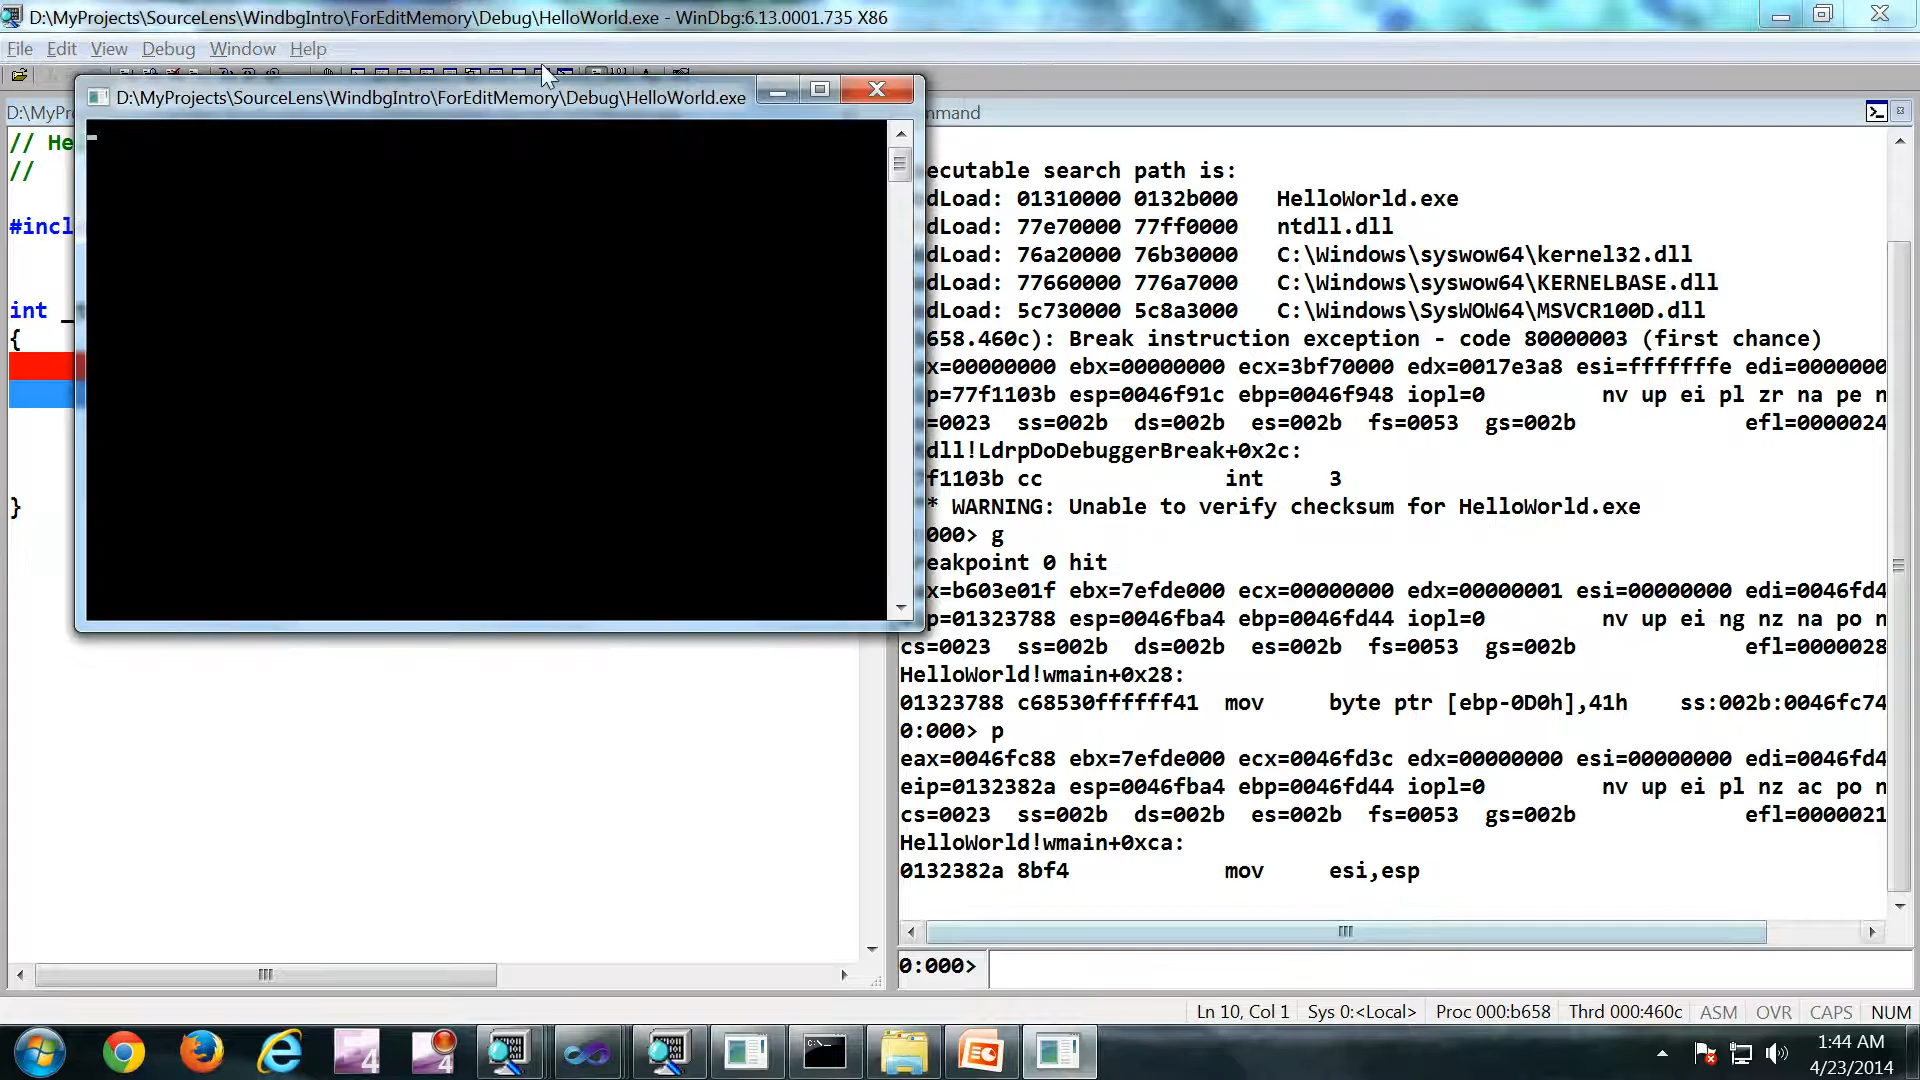 D:\MyProjects\SourceLens\WindbgIntro\ForEditMemory\Debug\HelloWorld.exe - WinDbg:6.13.0001.735 X86
File Edit View Debug Window Help
D:\MyProjects\SourceLens\WindbgIntro\ForEditMemory\Debug\HelloWorld.exe
D:\MyPro
// He
//
#incl
int _
{
}
mmand
ecutable search path is:
dLoad: 01310000 0132b000 HelloWorld.exe
dLoad: 77e70000 77ff0000 ntdll.dll
dLoad: 76a20000 76b30000 C:\Windows\syswow64\kernel32.dll
dLoad: 77660000 776a7000 C:\Windows\syswow64\KERNELBASE.dll
dLoad: 5c730000 5c8a3000 C:\Windows\SysWOW64\MSVCR100D.dll
658.460c): Break instruction exception - code 80000003 (first chance)
x=00000000 ebx=00000000 ecx=3bf70000 edx=0017e3a8 esi=fffffffe edi=0000000
p=77f1103b esp=0046f91c ebp=0046f948 iopl=0 nv up ei pl zr na pe n
=0023 ss=002b ds=002b es=002b fs=0053 gs=002b efl=0000024
dll!LdrpDoDebuggerBreak+0x2c:
f1103b cc int 3
* WARNING: Unable to verify checksum for HelloWorld.exe
000> g
eakpoint 0 hit
x=b603e01f ebx=7efde000 ecx=00000000 edx=00000001 esi=00000000 edi=0046fd4
p=01323788 esp=0046fba4 ebp=0046fd44 iopl=0 nv up ei ng nz na po n
cs=0023 ss=002b ds=002b es=002b fs=0053 gs=002b efl=0000028
HelloWorld!wmain+0x28:
01323788 c68530ffffff41 mov byte ptr [ebp-0D0h],41h ss:002b:0046fc74
0:000> p
eax=0046fc88 ebx=7efde000 ecx=0046fd3c edx=00000000 esi=00000000 edi=0046fd4
eip=0132382a esp=0046fba4 ebp=0046fd44 iopl=0 nv up ei pl nz ac po n
cs=0023 ss=002b ds=002b es=002b fs=0053 gs=002b efl=0000021
HelloWorld!wmain+0xca:
0132382a 8bf4 mov esi,esp
0:000>
Ln 10, Col 1 Sys 0:<Local> Proc 000:b658 Thrd 000:460c ASM OVR CAPS NUM
4 4 C:\_
1:44 AM
4/23/2014